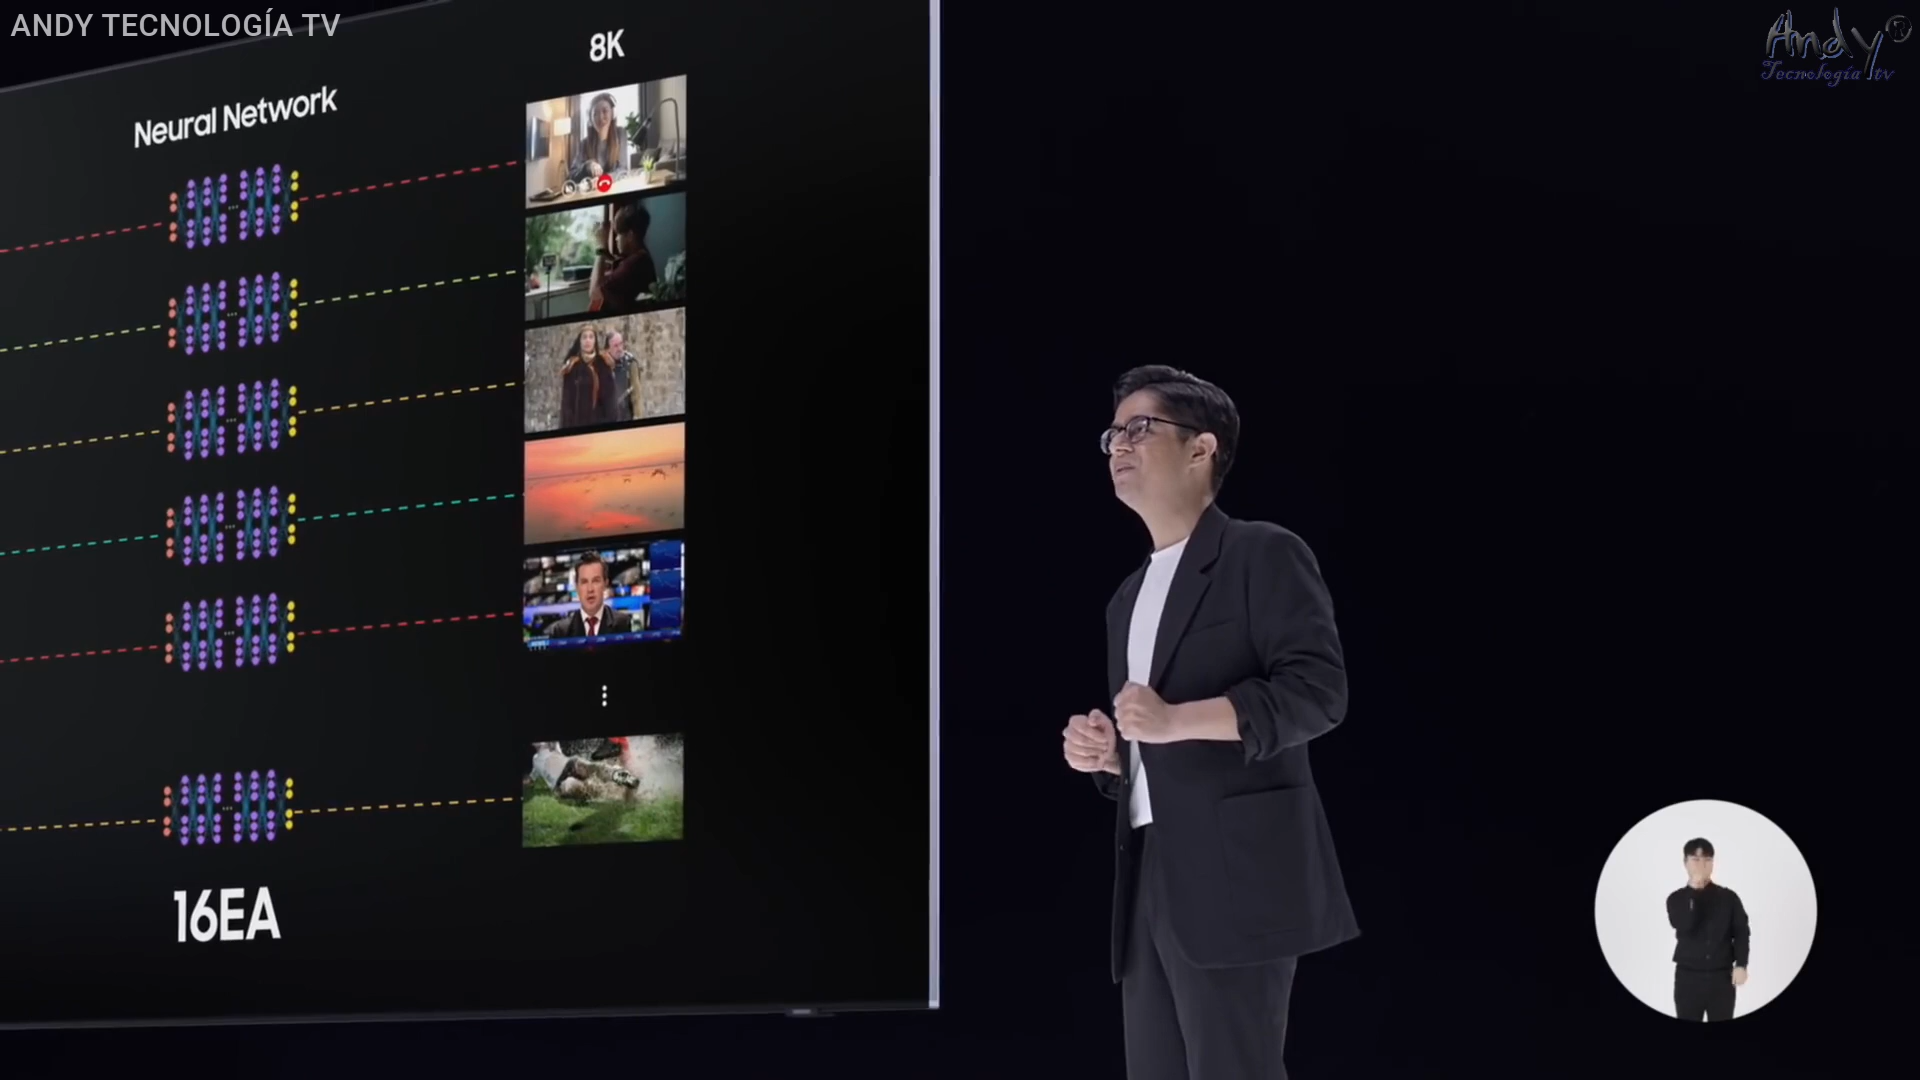 ANDY TECNOLOGÍA TV
Andy®
Tecnología tv
8K
Neural Network
16EA